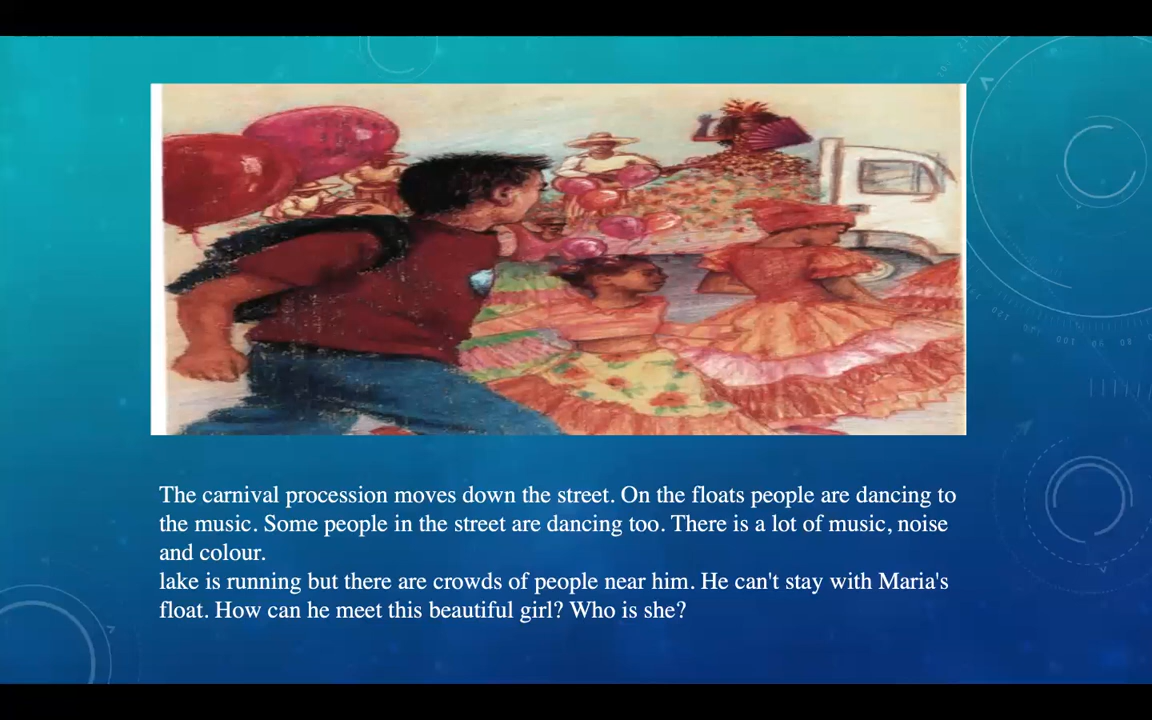 The carnival procession moves down the street. On the floats people are dancing to
the music. Some people in the street are dancing too. There is a lot of music, noise
and colour.
lake is running but there are crowds of people near him. He can't stay with Maria's
float. How can he meet this beautiful girl? Who is she?